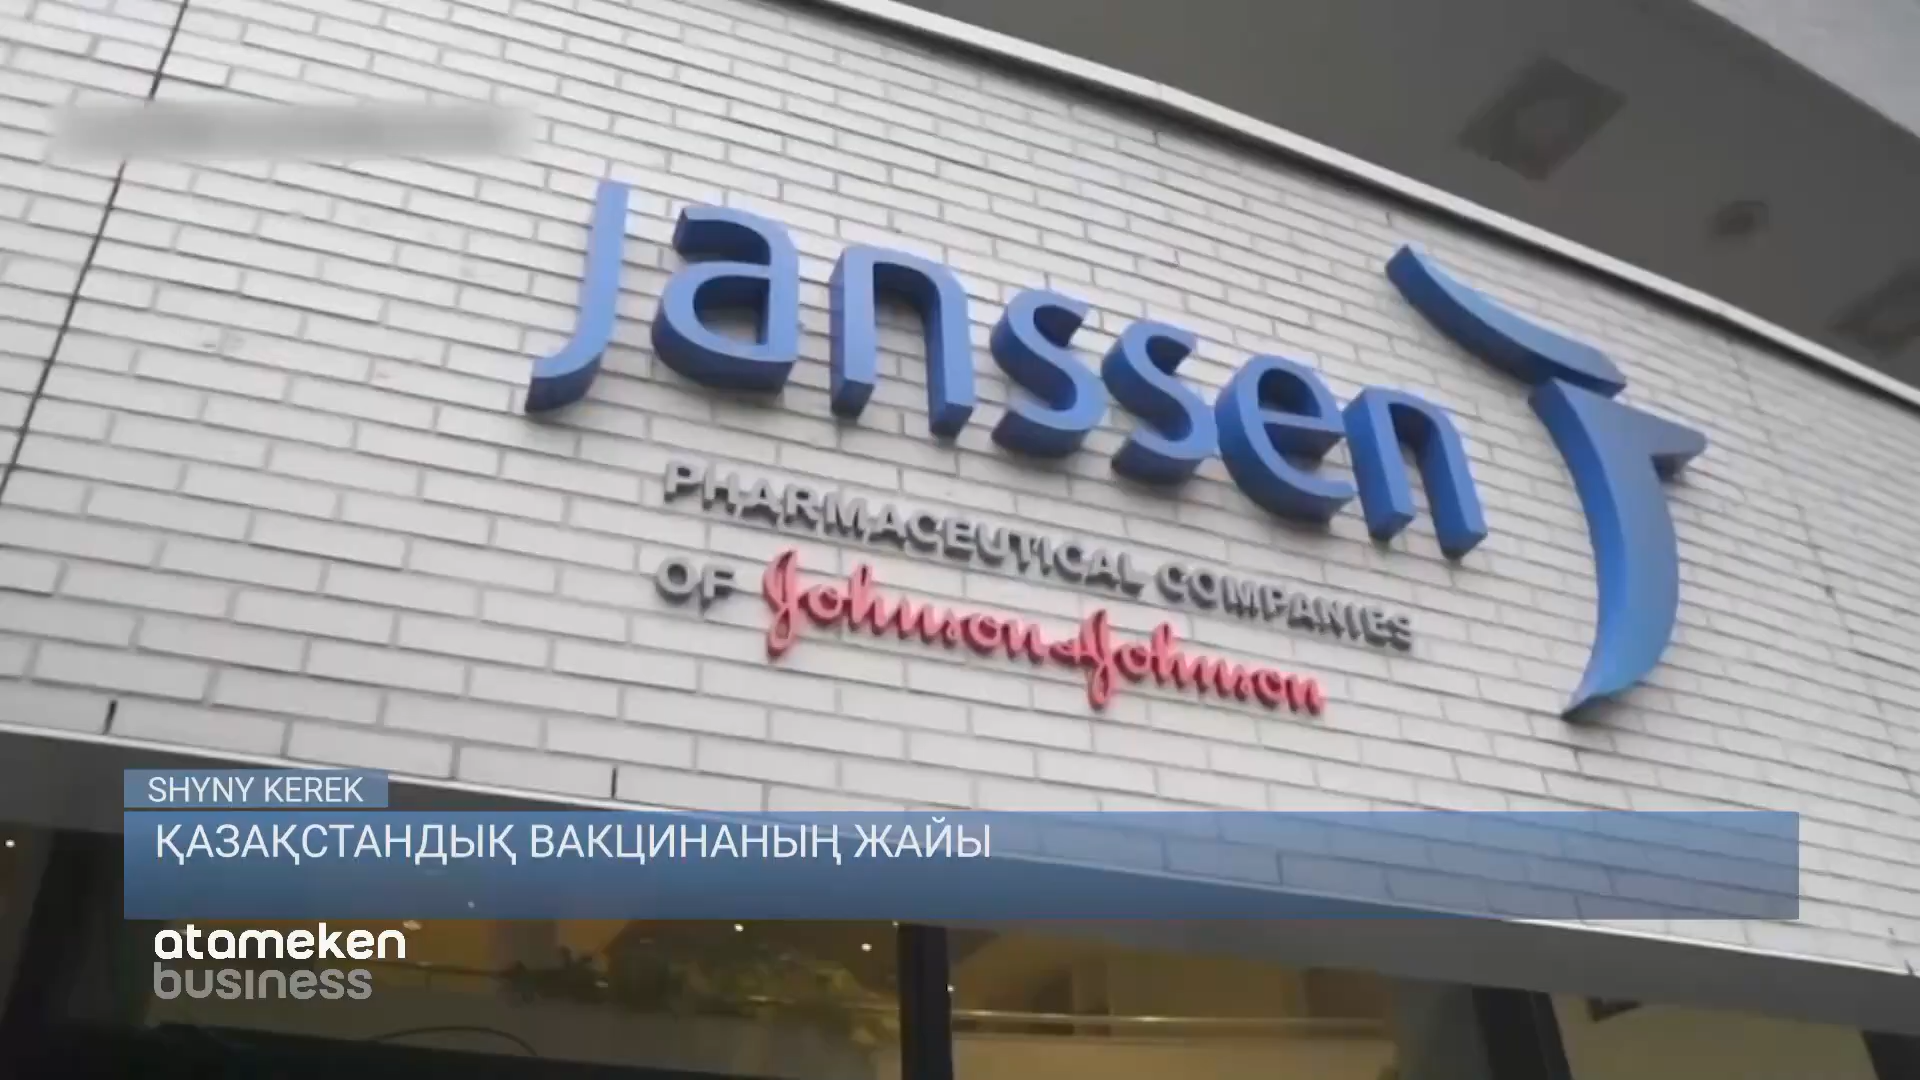 Janssen
PHARMACEUTICAL COMPANIES
OF Johnson & Johnson
SHYNY KEREK
ҚАЗАҚСТАНДЫҚ ВАКЦИНАНЫҢ ЖАЙЫ
atameken
business